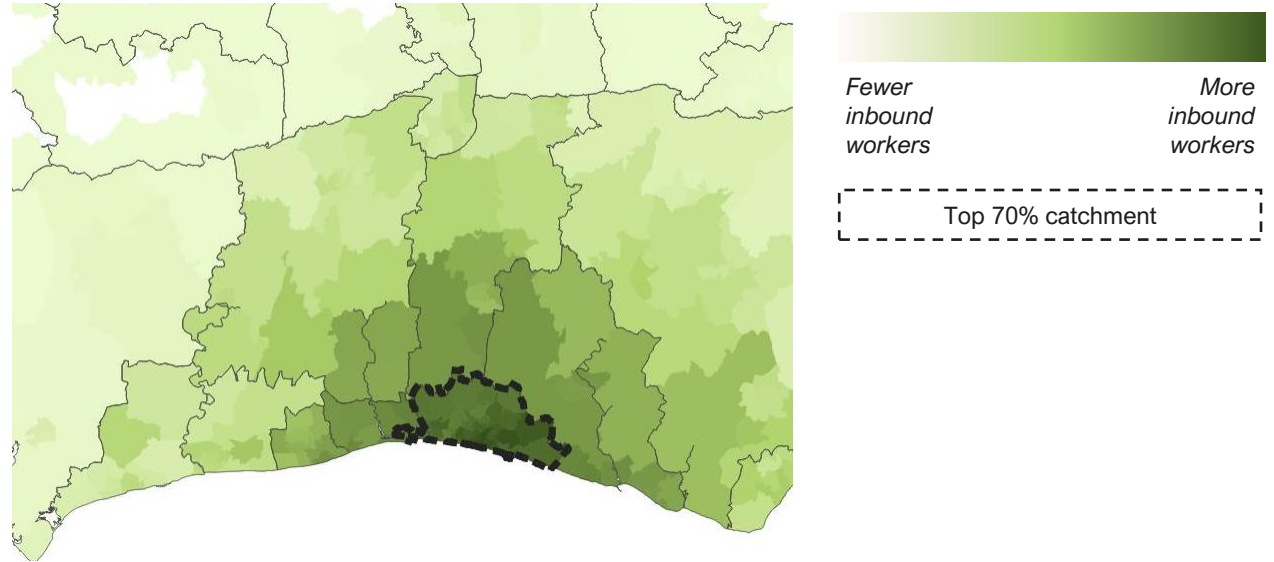 Fewer
inbound
workers
More
inbound
workers
Top 70% catchment